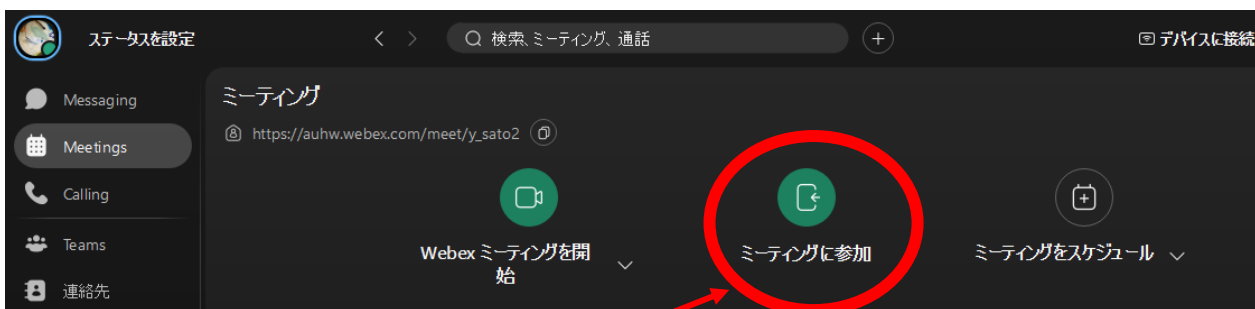 ステータスを設定
検索、ミーティング、通話
デバイスに接続
Messaging
Meetings
Calling
Teams
連絡先
ミーティング
https://auhw.webex.com/meet/y_sato2
Webex ミーティングを開
始
ミーティングに参加
ミーティングをスケジュール